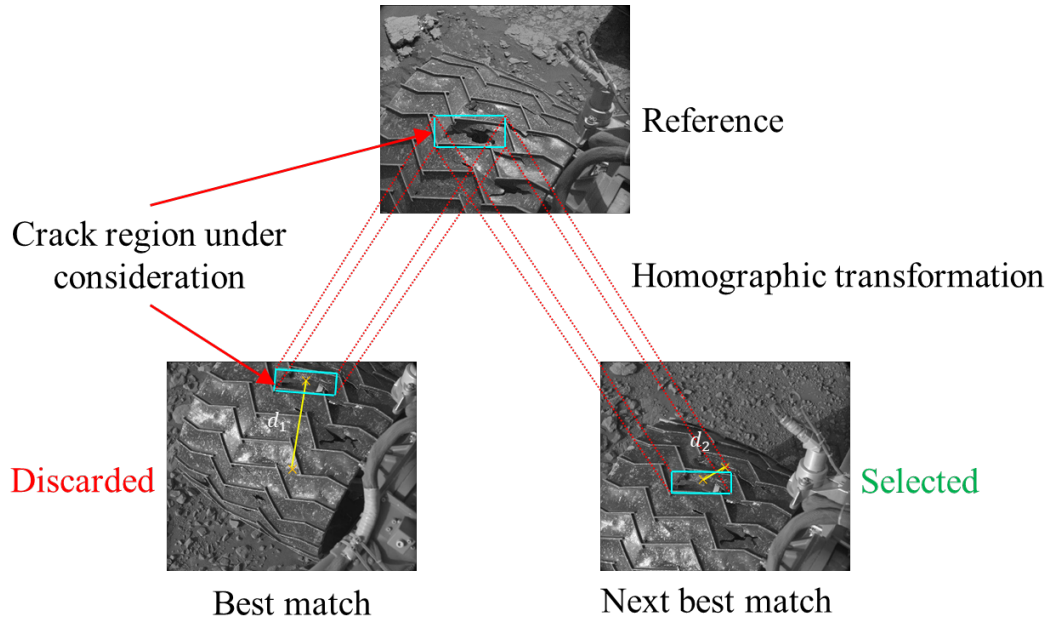 Reference
Crack region under
consideration
Homographic transformation
d₁
d₂
Discarded
Selected
Best match
Next best match